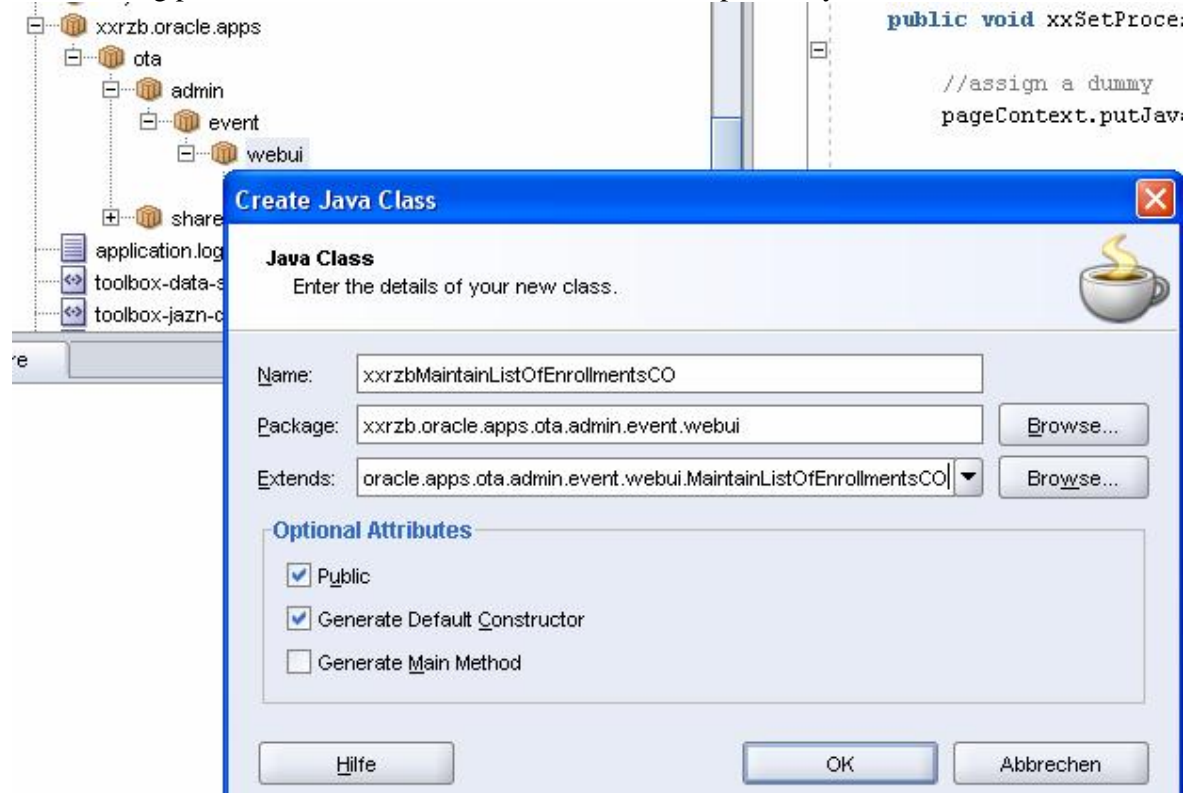 xxrzb.oracle.apps
ota
admin
event
webui
share
application.log
toolbox-data-s
toolbox-jazn-c
re
public void xxSetProces
//assign a dummy
pageContext.putJav
Create Java Class
Java Class
Enter the details of your new class.
Name: xxrzbMaintainListOfEnrollmentsCO
Package: xxrzb.oracle.apps.ota.admin.event.webui Browse...
Extends: oracle.apps.ota.admin.event.webui.MaintainListOfEnrollmentsCO Browse...
Optional Attributes
Public
Generate Default Constructor
Generate Main Method
Hilfe OK Abbrechen